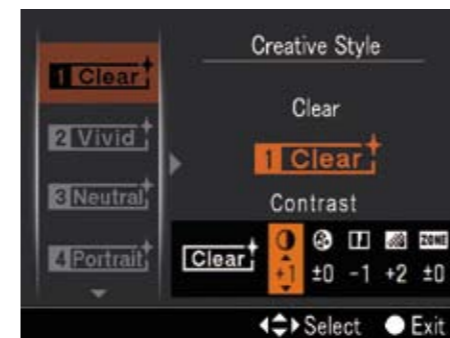 Creative Style
1 Clear
2 Vivid
3 Neutral
4 Portrait
Clear
1 Clear
Contrast
Clear
ZONE
+1 ±0 -1 +2 ±0
Select Exit